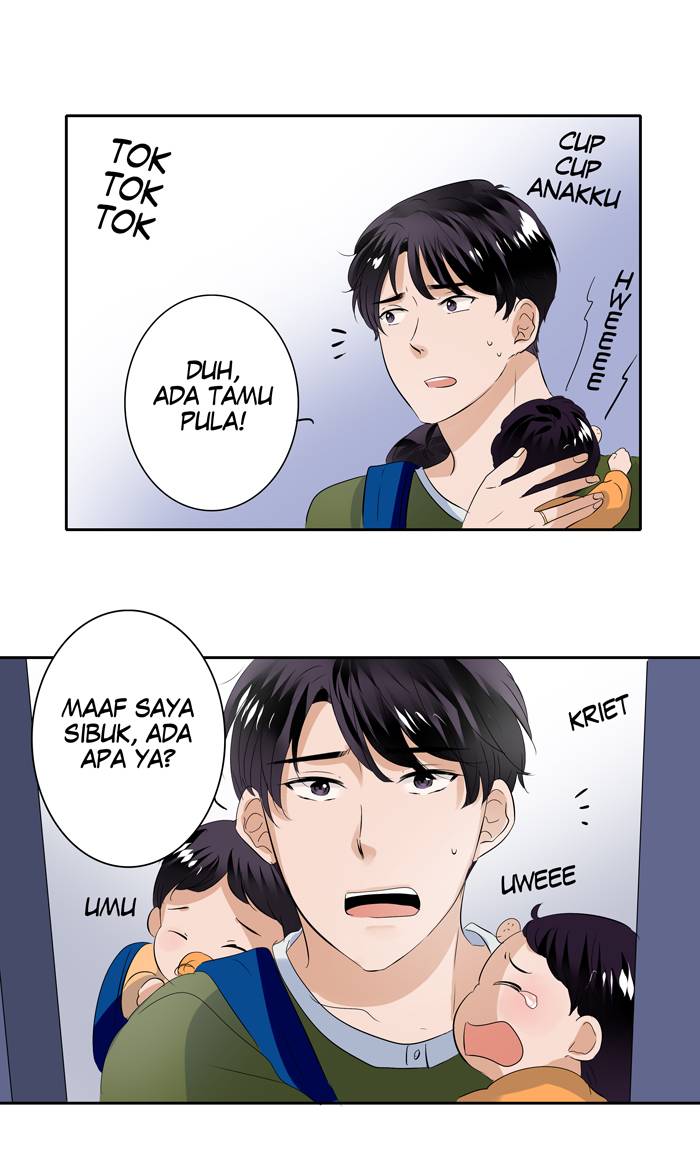 TOK
TOK
TOK
CUP
CUP
ANAKKU
HWEEEEE
DUH,
ADA TAMU
PULA!
MAAF SAYA
SIBUK, ADA
APA YA?
KRIET
UMU
UWEEE